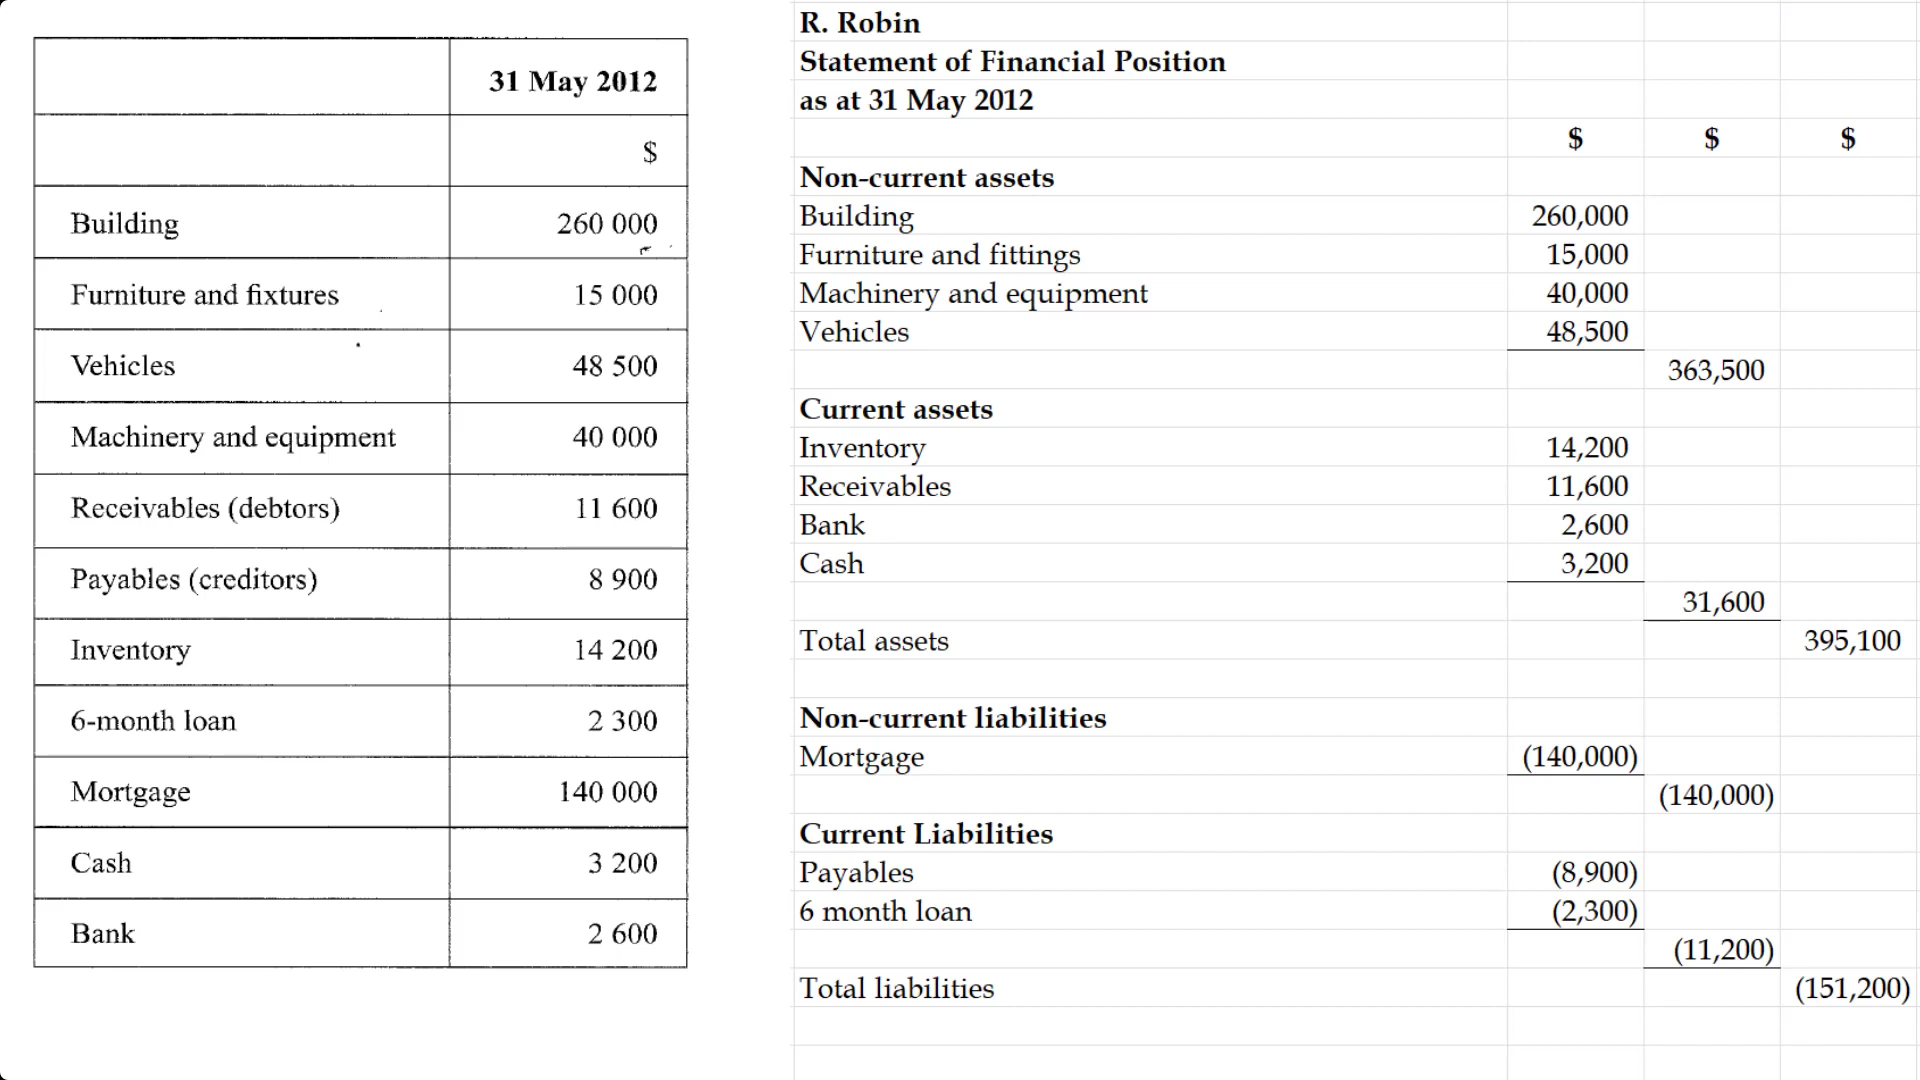 31 May 2012
$
Building 260 000
Furniture and fixtures 15 000
Vehicles 48 500
Machinery and equipment 40 000
Receivables (debtors) 11 600
Payables (creditors) 8 900
Inventory 14 200
6-month loan 2 300
Mortgage 140 000
Cash 3 200
Bank 2 600
R. Robin
Statement of Financial Position
as at 31 May 2012
$ $ $
Non-current assets
Building 260,000
Furniture and fittings 15,000
Machinery and equipment 40,000
Vehicles 48,500
363,500
Current assets
Inventory 14,200
Receivables 11,600
Bank 2,600
Cash 3,200
31,600
Total assets 395,100
Non-current liabilities
Mortgage (140,000)
(140,000)
Current Liabilities
Payables (8,900)
6 month loan (2,300)
(11,200)
Total liabilities (151,200)